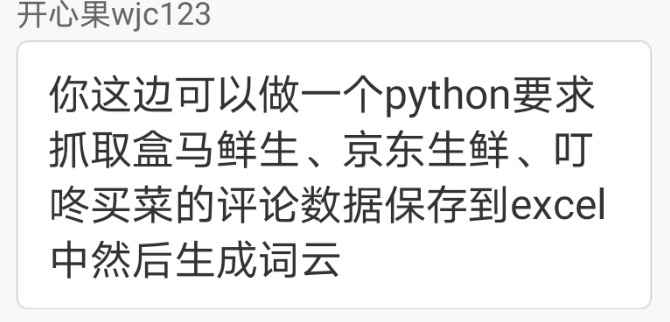 开心果wjc123
你这边可以做一个python要求
抓取盒马鲜生、京东生鲜、叮
咚买菜的评论数据保存到excel
中然后生成词云